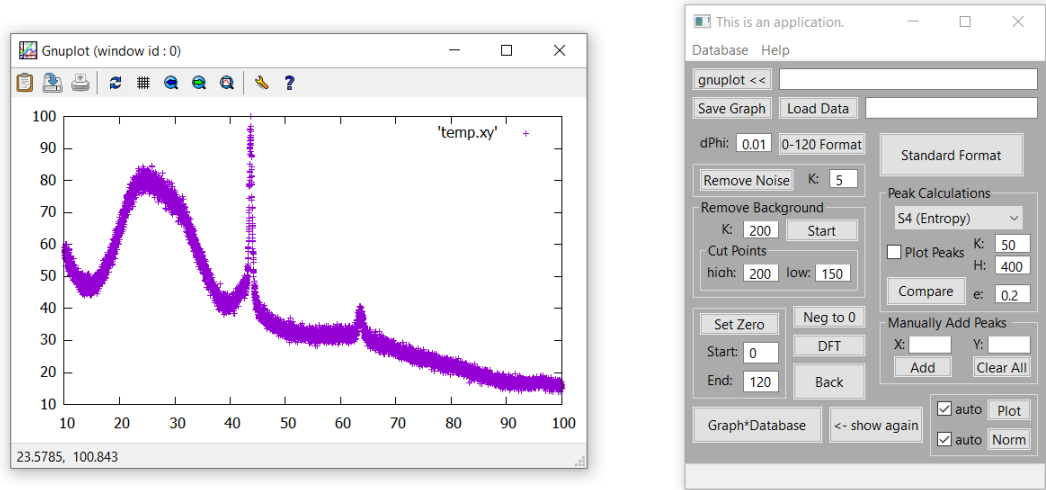 Gnuplot (window id : 0)
'temp.xy'
100
90
80
70
60
50
40
30
20
10
10 20 30 40 50 60 70 80 90 100
23.5785, 100.843
This is an application.
Database Help
gnuplot <<
Save Graph Load Data
dPhi: 0.01 0-120 Format
Standard Format
Remove Noise K: 5
Remove Background
K: 200 Start
Cut Points
high: 200 low: 150
Peak Calculations
S4 (Entropy)
Plot Peaks K: 50
H: 400
Compare e: 0.2
Set Zero Neg to 0
Start: 0 DFT
End: 120 Back
Manually Add Peaks
X: Y:
Add Clear All
Graph*Database <- show again
auto Plot
auto Norm